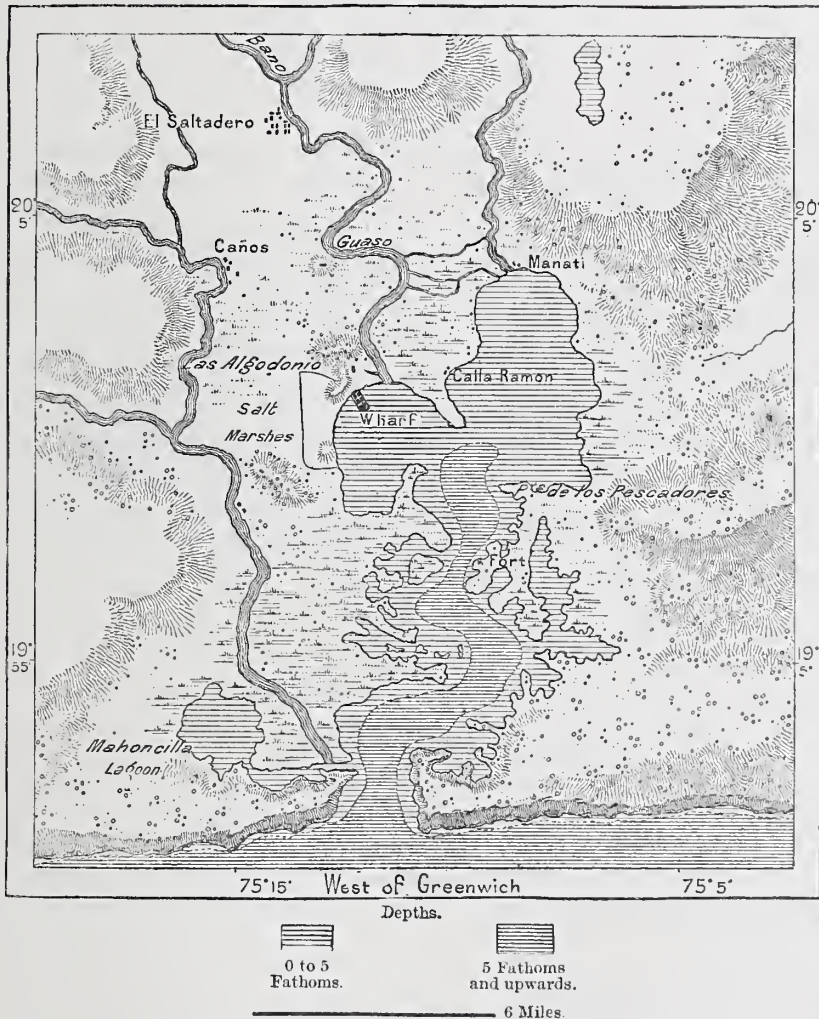 Bano
El Saltadero
20°
5'
20°
5'
Guaso
Caños
Manati
Las Algodonio
Calla Ramon
Salt
Marshes
Wharf
Pta de los Pescadores
Fort
19°
55'
19°
5'
Mahoncilla
Lagoon
75°15' West of Greenwich 75°5'
Depths.
0 to 5
Fathoms.
5 Fathoms
and upwards.
6 Miles.